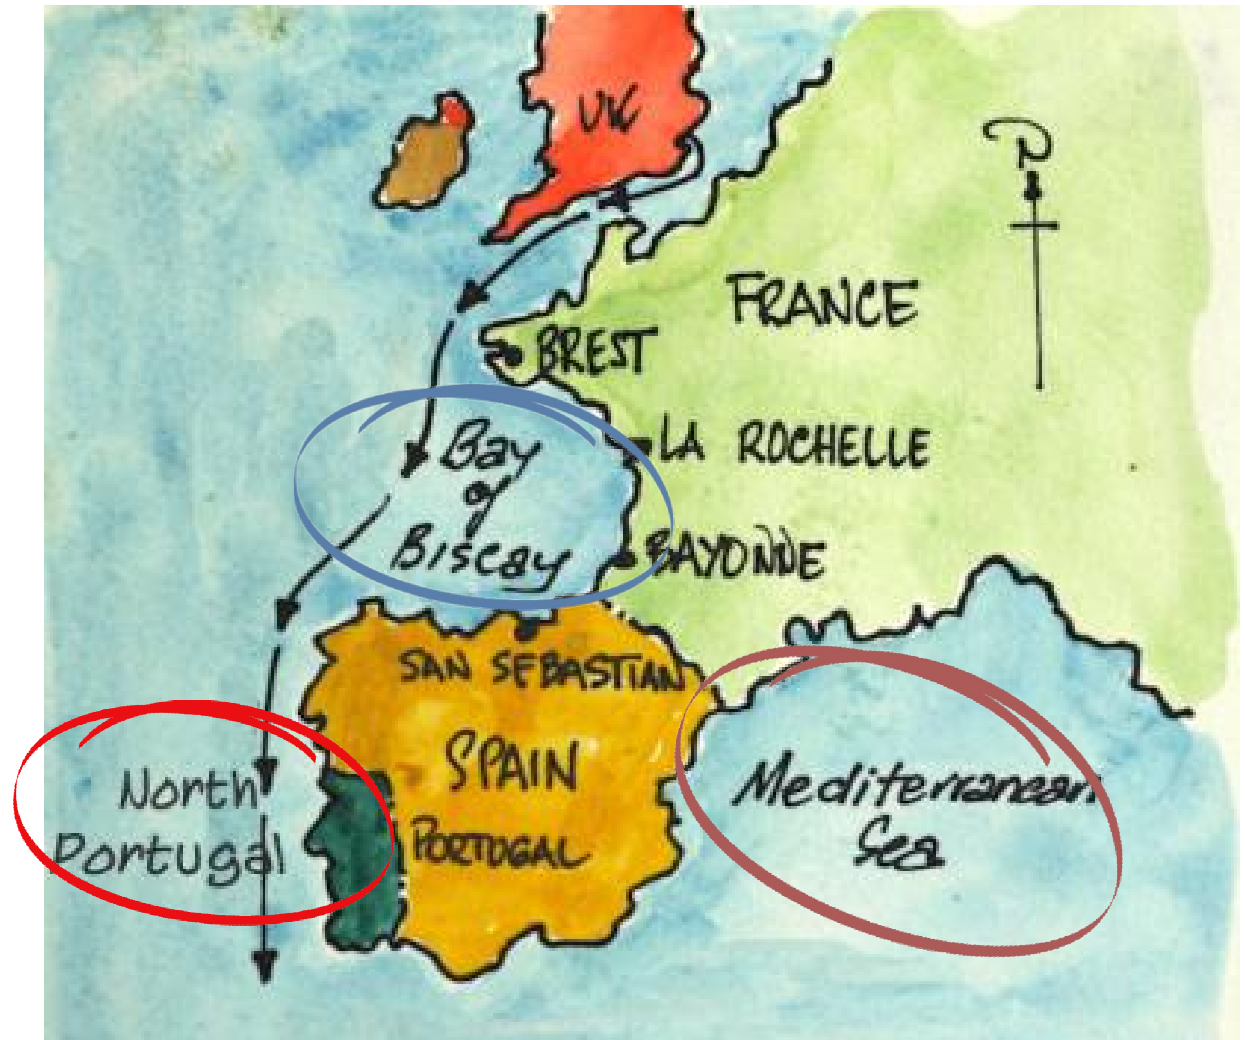 UK
FRANCE
BREST
LA ROCHELLE
Bay
of
Biscay
BAYONNE
SAN SEBASTIAN
SPAIN
North
Portugal
PORTUGAL
Mediterranean
Sea